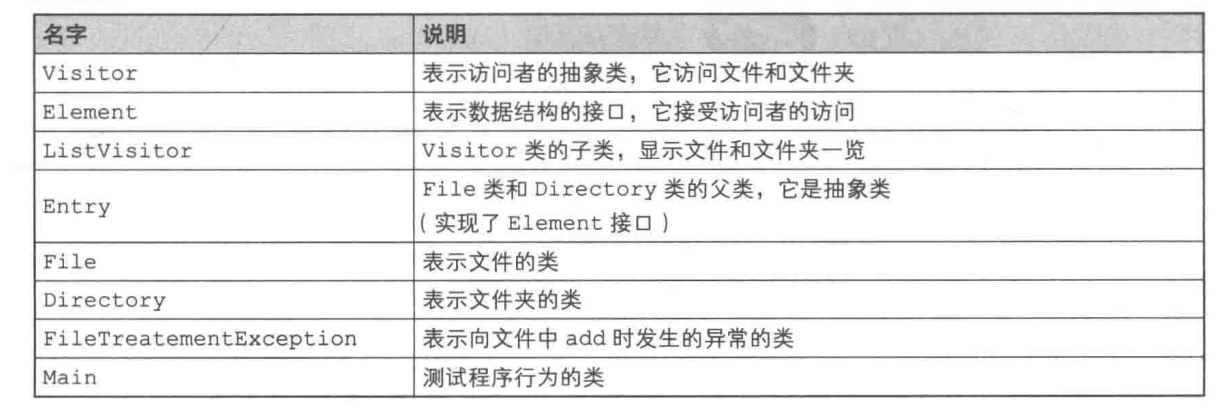 名字 说明
Visitor 表示访问者的抽象类，它访问文件和文件夹
Element 表示数据结构的接口，它接受访问者的访问
ListVisitor Visitor 类的子类，显示文件和文件夹一览
Entry File 类和 Directory 类的父类，它是抽象类
（实现了 Element 接口）
File 表示文件的类
Directory 表示文件夹的类
FileTreatementException 表示向文件中 add 时发生的异常的类
Main 测试程序行为的类